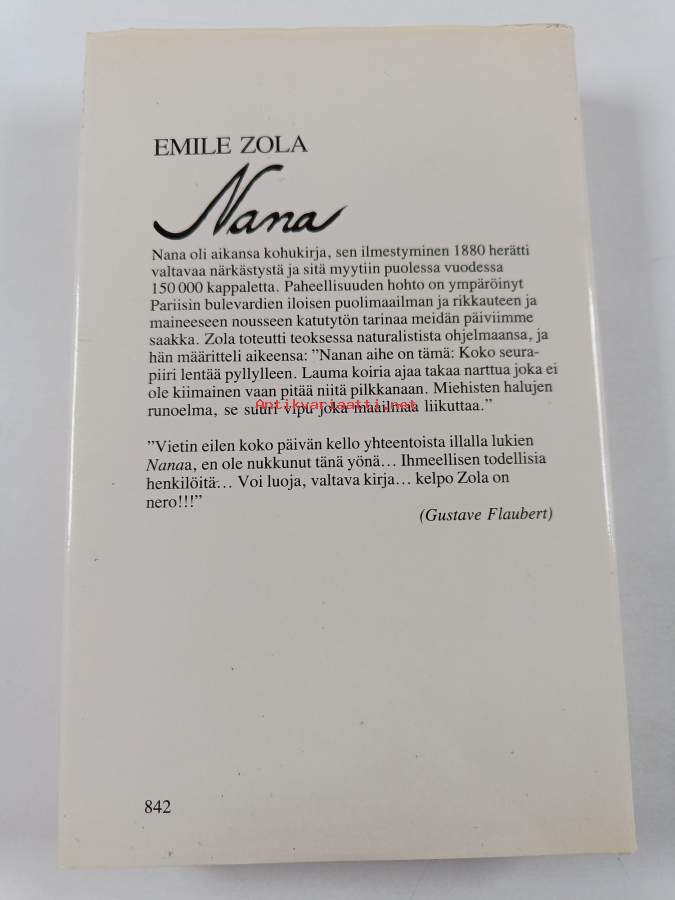 EMILE ZOLA
Nana
Nana oli aikansa kohukirja, sen ilmestyminen 1880 herätti
valtavaa närkästystä ja sitä myytiin puolessa vuodessa
150 000 kappaletta. Paheellisuuden hohto on ympäröinyt
Pariisin bulevardien iloisen puolimaailman ja rikkauteen ja
maineeseen nousseen katutytön tarinaa meidän päiviimme
saakka. Zola toteutti teoksessa naturalistista ohjelmaansa, ja
hän määritteli aikeensa: ”Nanan aihe on tämä: Koko seura-
piiri lentää pyllylleen. Lauma koiria ajaa takaa narttua joka ei
ole kiimainen vaan pitää niitä pilkkanaan. Miehisten halujen
runoelma, se suuri vipu joka maailmaa liikuttaa.”
Antikvariaatti.net
”Vietin eilen koko päivän kello yhteentoista illalla lukien
Nanaa, en ole nukkunut tänä yönä... Ihmeellisen todellisia
henkilöitä... Voi luoja, valtava kirja... kelpo Zola on
nero!!!”
(Gustave Flaubert)
842